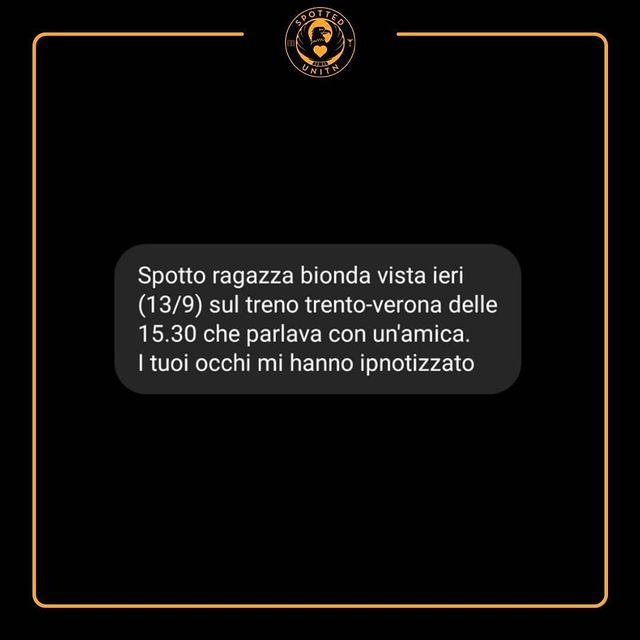 SPOTTED
UNITN
Spotto ragazza bionda vista ieri
(13/9) sul treno trento-verona delle
15.30 che parlava con un'amica.
I tuoi occhi mi hanno ipnotizzato